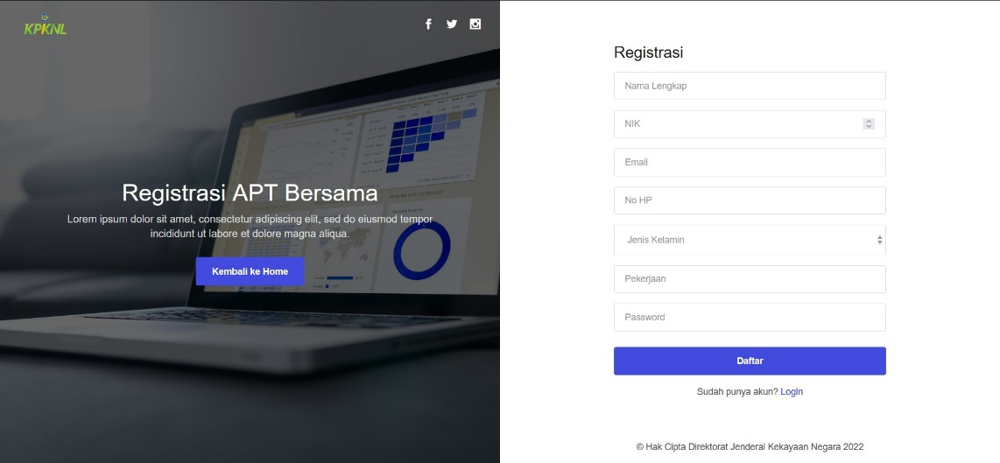 KPKNL
Registrasi APT Bersama
Lorem ipsum dolor sit amet, consectetur adipiscing elit, sed do eiusmod tempor
incididunt ut labore et dolore magna aliqua.
Kembali ke Home
Registrasi
Nama Lengkap
NIK
Email
No HP
Jenis Kelamin
Pekerjaan
Password
Daftar
Sudah punya akun? Login
© Hak Cipta Direktorat Jenderal Kekayaan Negara 2022